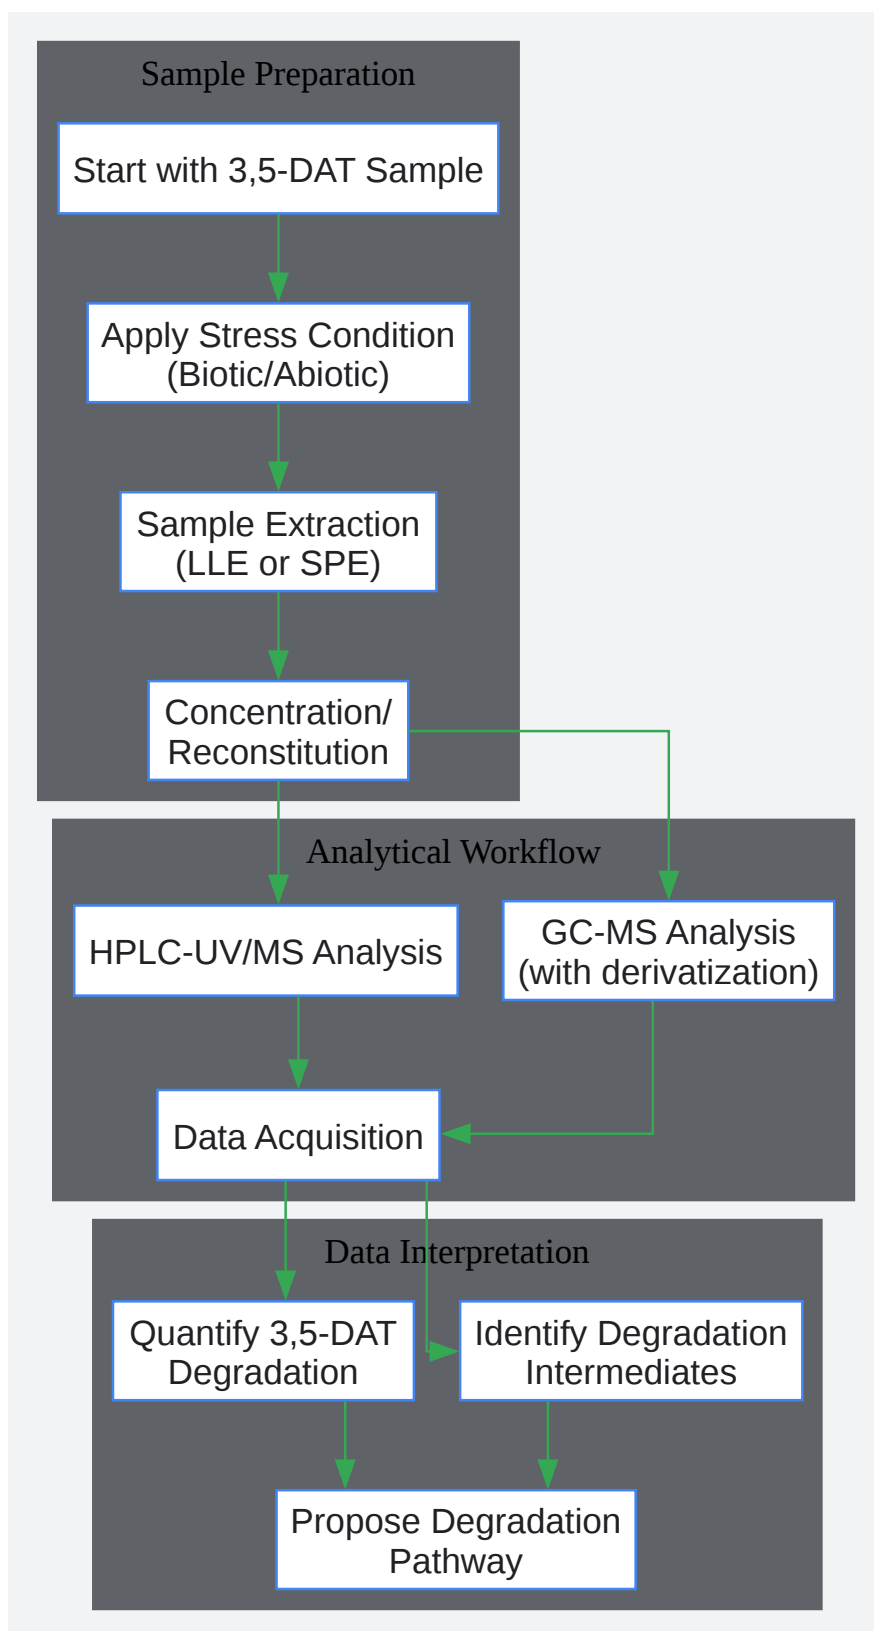 Sample Preparation
Start with 3,5-DAT Sample
Apply Stress Condition
(Biotic/Abiotic)
Sample Extraction
(LLE or SPE)
Concentration/
Reconstitution
Analytical Workflow
HPLC-UV/MS Analysis
GC-MS Analysis
(with derivatization)
Data Acquisition
Data Interpretation
Quantify 3,5-DAT
Degradation
Identify Degradation
Intermediates
Propose Degradation
Pathway